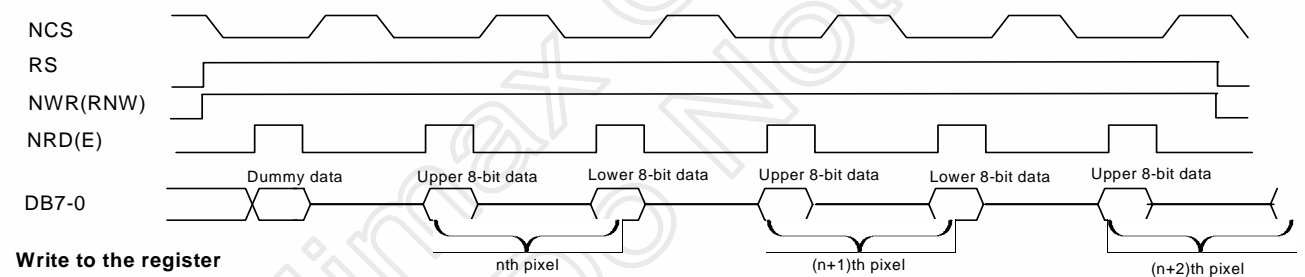 NCS
RS
NWR(RNW)
NRD(E)
Dummy data
Upper 8-bit data
Lower 8-bit data
Upper 8-bit data
Lower 8-bit data
Upper 8-bit data
DB7-0
Write to the register
nth pixel
(n+1)th pixel
(n+2)th pixel